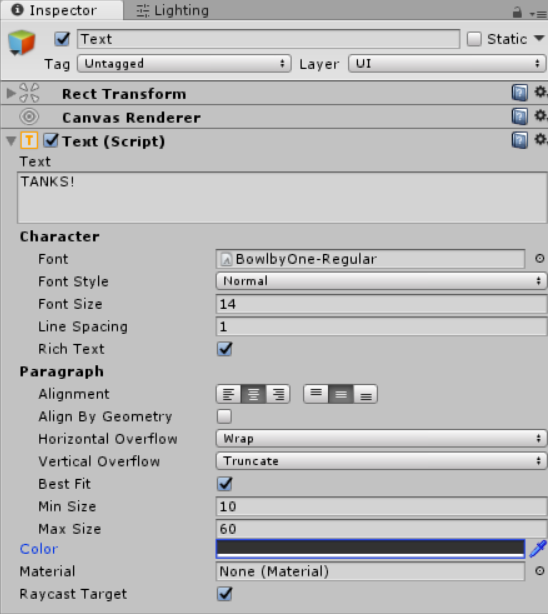 Inspector Lighting
Text Static
Tag Untagged Layer UI
Rect Transform
Canvas Renderer
T Text (Script)
Text
TANKS!
Character
Font BowlbyOne-Regular
Font Style Normal
Font Size 14
Line Spacing 1
Rich Text
Paragraph
Alignment
Align By Geometry
Horizontal Overflow Wrap
Vertical Overflow Truncate
Best Fit
Min Size 10
Max Size 60
Color
Material None (Material)
Raycast Target